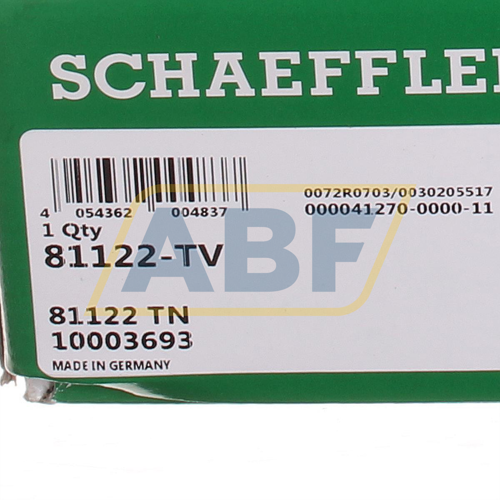 SCHAEFFLE
4 054362 004837
0072R0703/0030205517
000041270-0000-11
1 Qty
81122-TV
ABF
81122 TN
10003693
MADE IN GERMANY